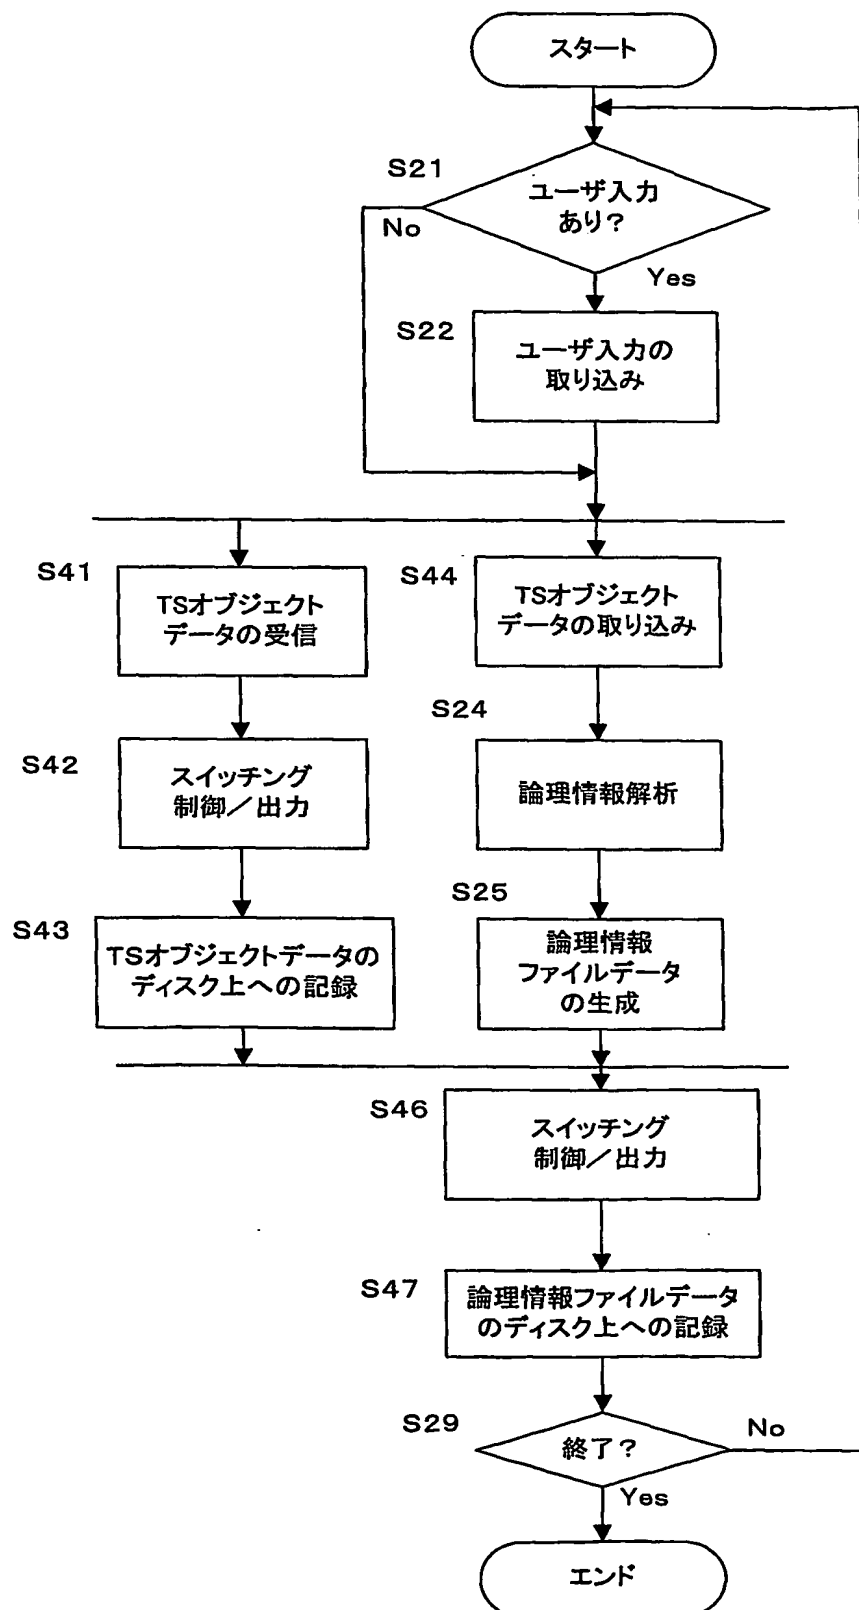 スタート
S21
ユーザ入力
あり？
No
Yes
S22
ユーザ入力の
取り込み
S41
TSオブジェクト
データの受信
S44
TSオブジェクト
データの取り込み
S42
スイッチング
制御／出力
S24
論理情報解析
S43
TSオブジェクトデータの
ディスク上への記録
S25
論理情報
ファイルデータ
の生成
S46
スイッチング
制御／出力
S47
論理情報ファイルデータ
のディスク上への記録
S29
終了？
No
Yes
エンド